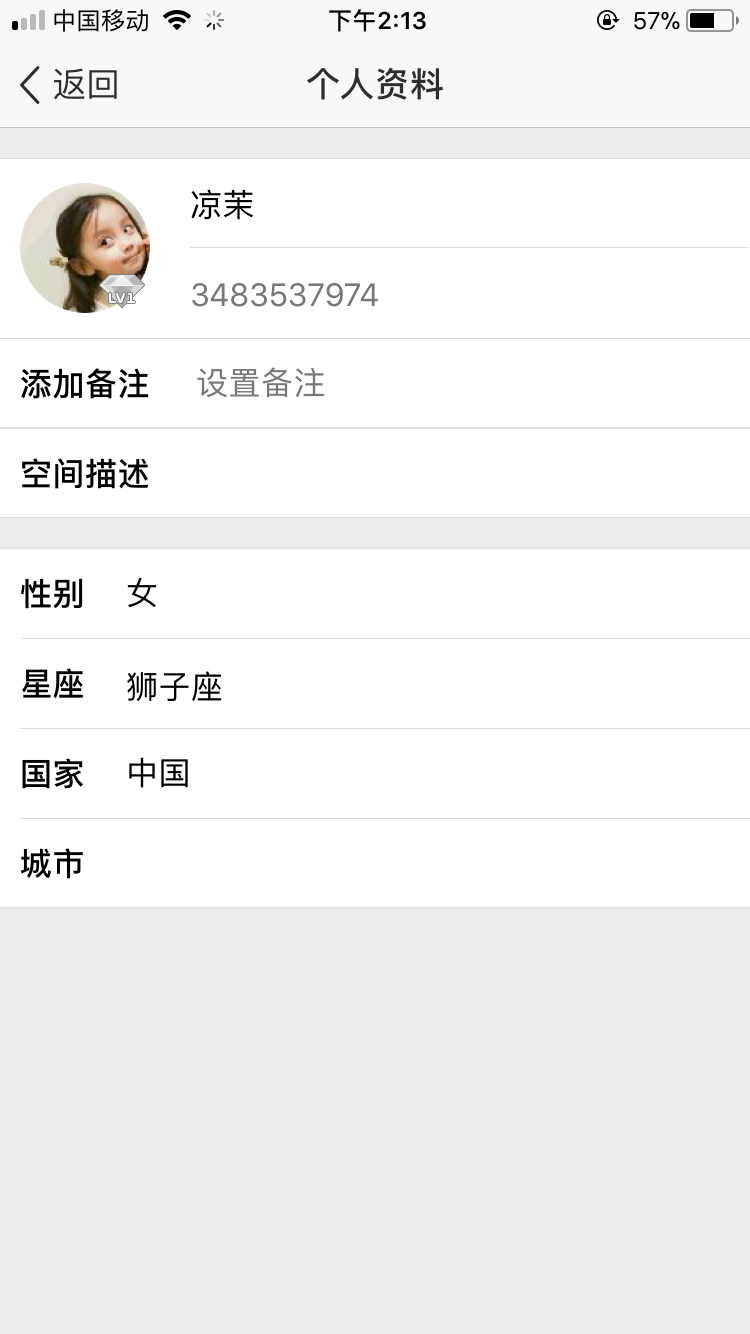 中国移动 下午2:13 57%
返回 个人资料
凉茉
LV1
3483537974
添加备注 设置备注
空间描述
性别 女
星座 狮子座
国家 中国
城市